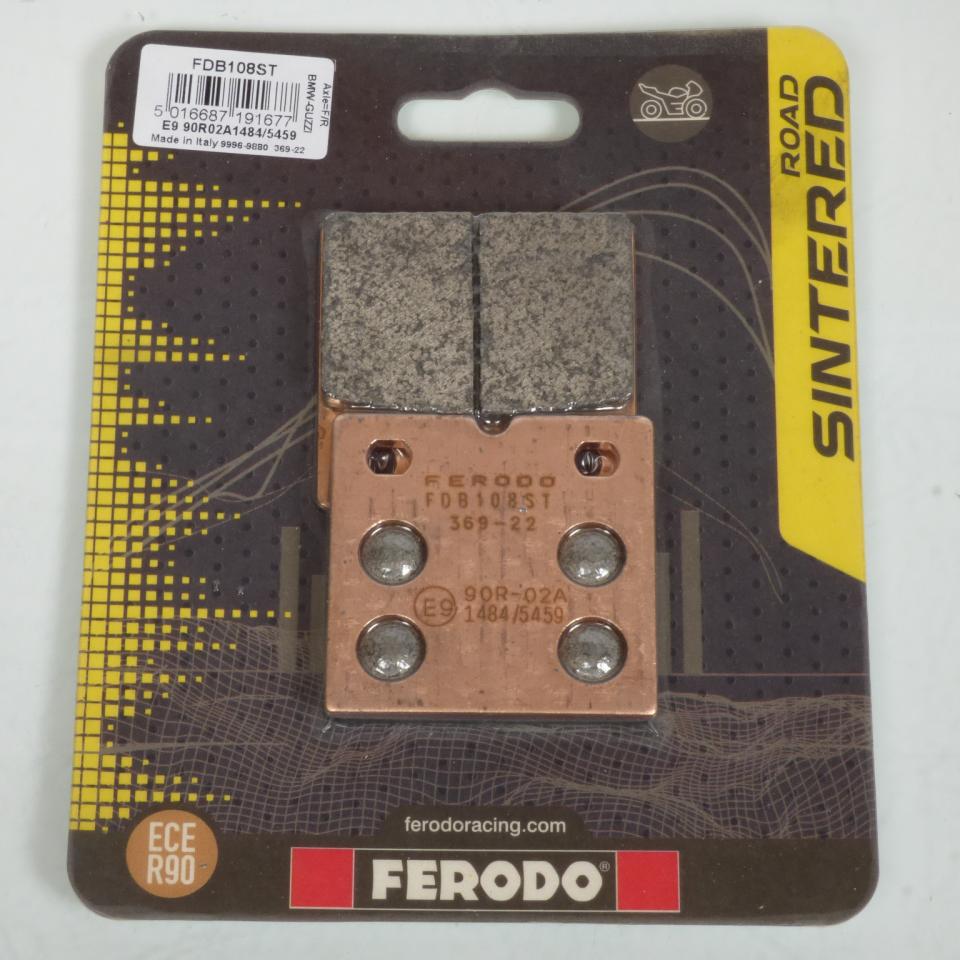 FDB108ST
5 016687 191677
E9 90R02A1484/5459
Made in Italy 9996-9880 369-22
BMW-GUZZI
Axle=F/R
ROAD
SINTERED
FERODO
FDB108ST
369-22
E9 90R-02A
1484/5459
ferodoracing.com
ECE
R90
FERODO®